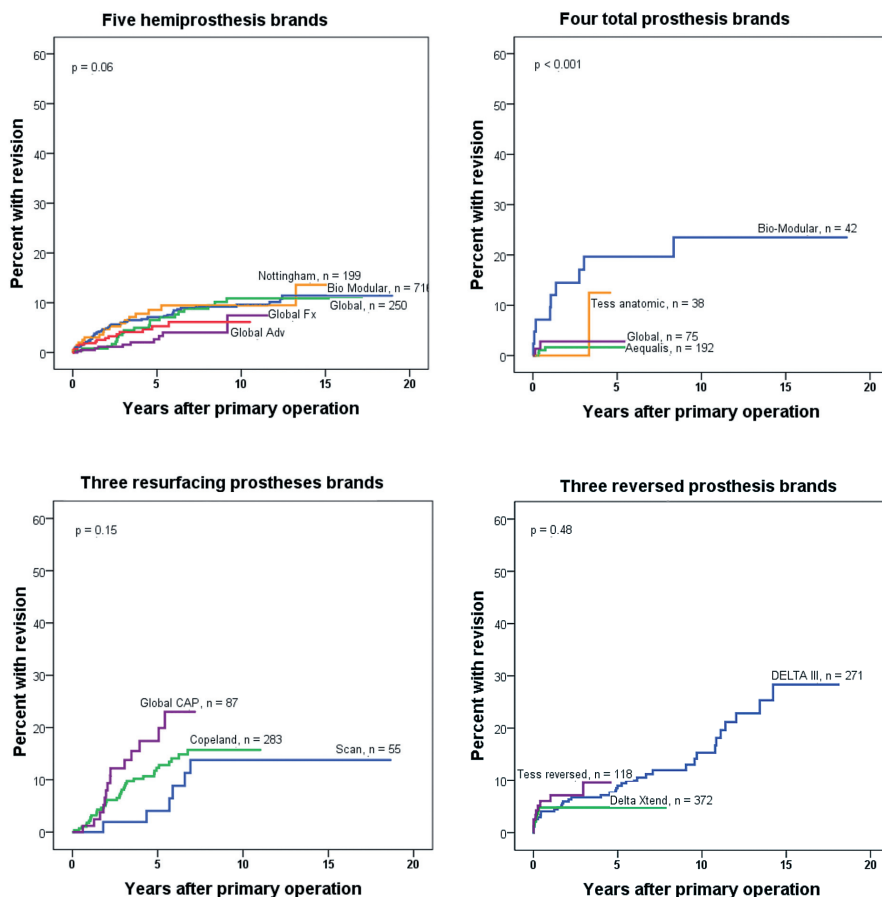 Five hemiprosthesis brands
p = 0.06
Percent with revision
60
50
40
30
20
10
0
Nottingham, n = 199
Bio Modular, n = 716
Global, n = 250
Global Fx
Global Adv
0 5 10 15 20
Years after primary operation
Four total prosthesis brands
p < 0.001
Percent with revision
60
50
40
30
20
10
0
Bio-Modular, n = 42
Tess anatomic, n = 38
Global, n = 75
Aequalis, n = 192
0 5 10 15 20
Years after primary operation
Three resurfacing prostheses brands
p = 0.15
Percent with revision
60
50
40
30
20
10
0
Global CAP, n = 87
Copeland, n = 283
Scan, n = 55
0 5 10 15 20
Years after primary operation
Three reversed prosthesis brands
p = 0.48
Percent with revision
60
50
40
30
20
10
0
DELTA III, n = 271
Tess reversed, n = 118
Delta Xtend, n = 372
0 5 10 15 20
Years after primary operation